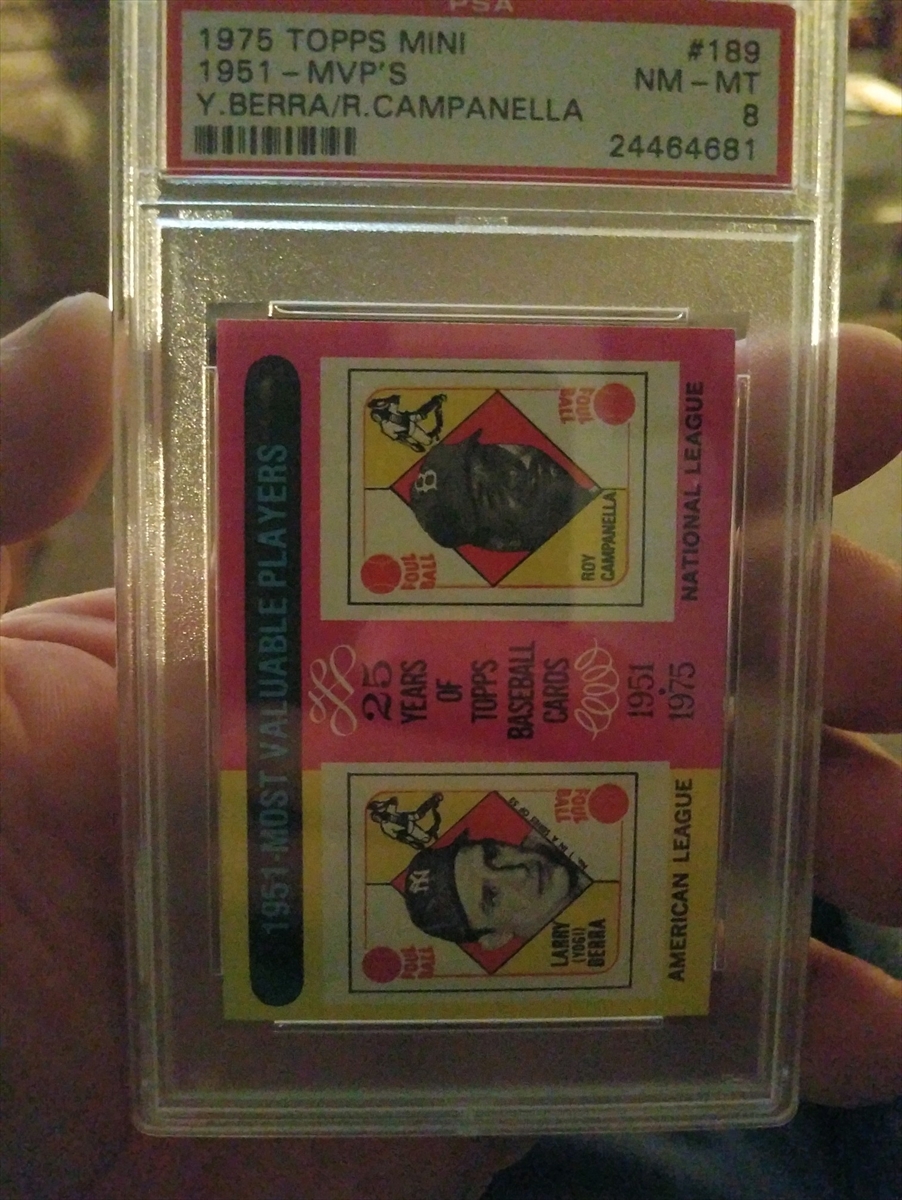 PSA
1975 TOPPS MINI
#189
1951 - MVP'S
NM - MT
Y.BERRA/R.CAMPANELLA
8
24464681
1951-MOST VALUABLE PLAYERS
LARRY
(YOGI)
BERRA
FOUL
BALL
FOUL
BALL
AMERICAN LEAGUE
25
YEARS
OF
TOPPS
BASEBALL
CARDS
1951
1975
B
FOUL
BALL
FOUL
BALL
ROY
CAMPANELLA
NATIONAL LEAGUE